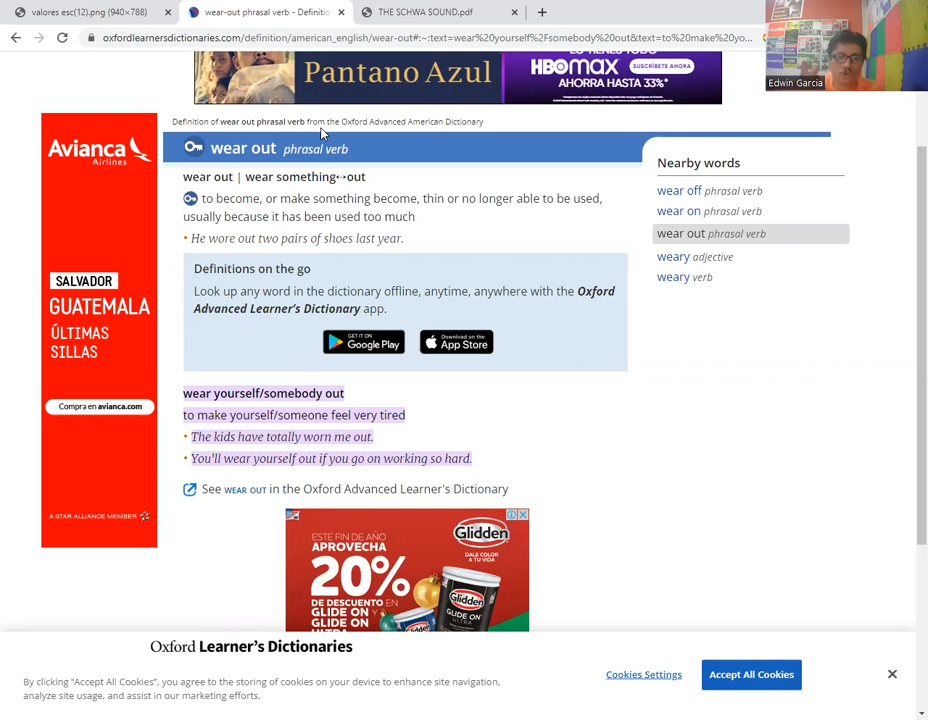 valores esc(12).png (940×788)
wear-out phrasal verb - Definitio
THE SCHWA SOUND.pdf
oxfordlearnersdictionaries.com/definition/american_english/wear-out#:~:text=wear%20yourself%2Fsomebody%20out&text=to%20make%20yo...
Edwin Garcia
Pantano Azul
HBOMAX
SUSCRÍBETE AHORA
AHORRA HASTA 33%*
Definition of wear out phrasal verb from the Oxford Advanced American Dictionary
wear out phrasal verb
wear out | wear something↔out
to become, or make something become, thin or no longer able to be used,
usually because it has been used too much
• He wore out two pairs of shoes last year.
Definitions on the go
Look up any word in the dictionary offline, anytime, anywhere with the Oxford
Advanced Learner's Dictionary app.
GET IT ON
Google Play
Download on the
App Store
wear yourself/somebody out
to make yourself/someone feel very tired
• The kids have totally worn me out.
• You'll wear yourself out if you go on working so hard.
See WEAR OUT in the Oxford Advanced Learner's Dictionary
Nearby words
wear off phrasal verb
wear on phrasal verb
wear out phrasal verb
weary adjective
weary verb
Avianca
Airlines
SALVADOR
GUATEMALA
ÚLTIMAS
SILLAS
Compra en avianca.com
A STAR ALLIANCE MEMBER
Glidden
DALE COLOR
A TU VIDA
ESTE FIN DE AÑO
APROVECHA
20%
DE DESCUENTO EN
GLIDE ON Y
GLIDE ON
ULTRA
Oxford Learner's Dictionaries
By clicking "Accept All Cookies", you agree to the storing of cookies on your device to enhance site navigation,
analyze site usage, and assist in our marketing efforts.
Cookies Settings
Accept All Cookies